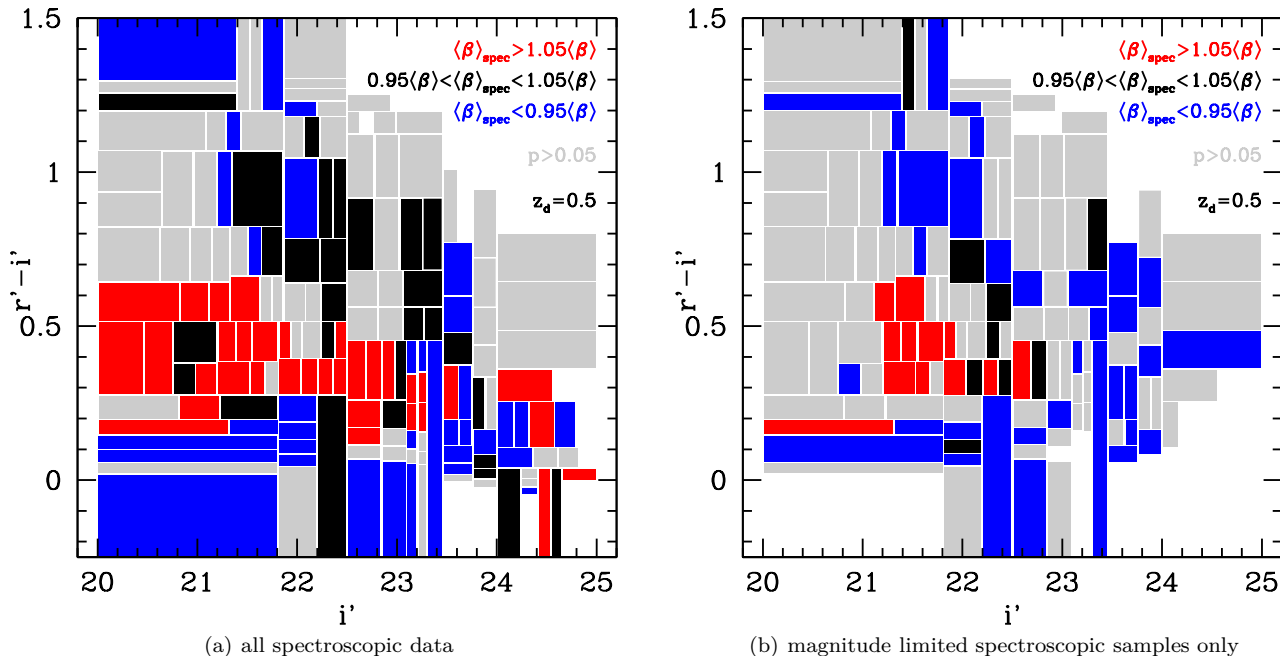 1.5
1
0.5
0
r'−i'
⟨β⟩spec>1.05⟨β⟩
0.95⟨β⟩<⟨β⟩spec<1.05⟨β⟩
⟨β⟩spec<0.95⟨β⟩
p>0.05
z_d=0.5
20 21 22 23 24 25
i'
(a) all spectroscopic data
1.5
1
0.5
0
r'−i'
⟨β⟩spec>1.05⟨β⟩
0.95⟨β⟩<⟨β⟩spec<1.05⟨β⟩
⟨β⟩spec<0.95⟨β⟩
p>0.05
z_d=0.5
20 21 22 23 24 25
i'
(b) magnitude limited spectroscopic samples only